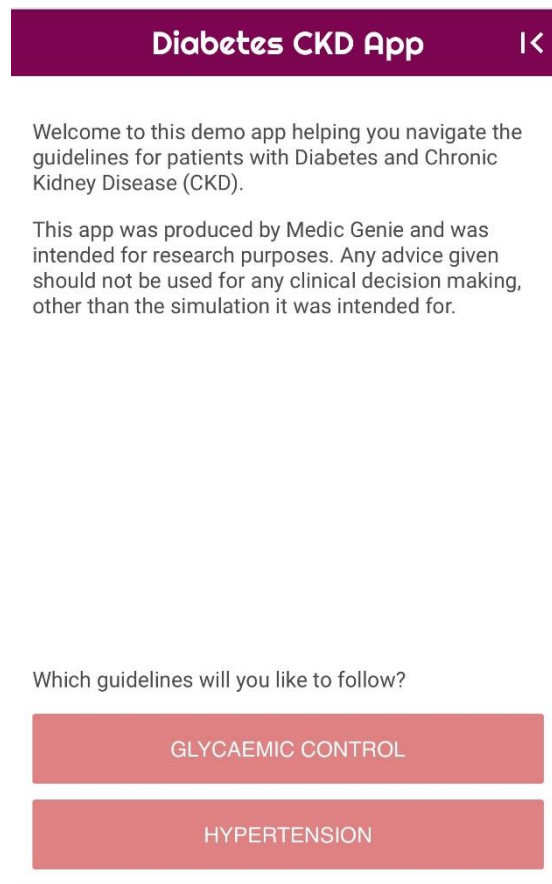 Diabetes CKD App
Welcome to this demo app helping you navigate the
guidelines for patients with Diabetes and Chronic
Kidney Disease (CKD).
This app was produced by Medic Genie and was
intended for research purposes. Any advice given
should not be used for any clinical decision making,
other than the simulation it was intended for.
Which guidelines will you like to follow?
GLYCAEMIC CONTROL
HYPERTENSION